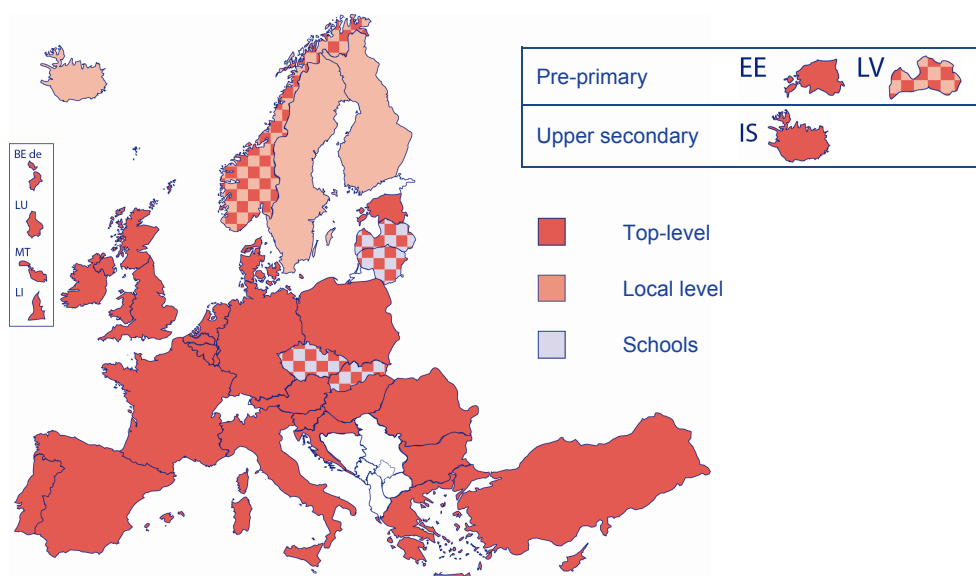 Pre-primary EE LV
Upper secondary IS
BE de
LU
MT
LI
Top-level
Local level
Schools